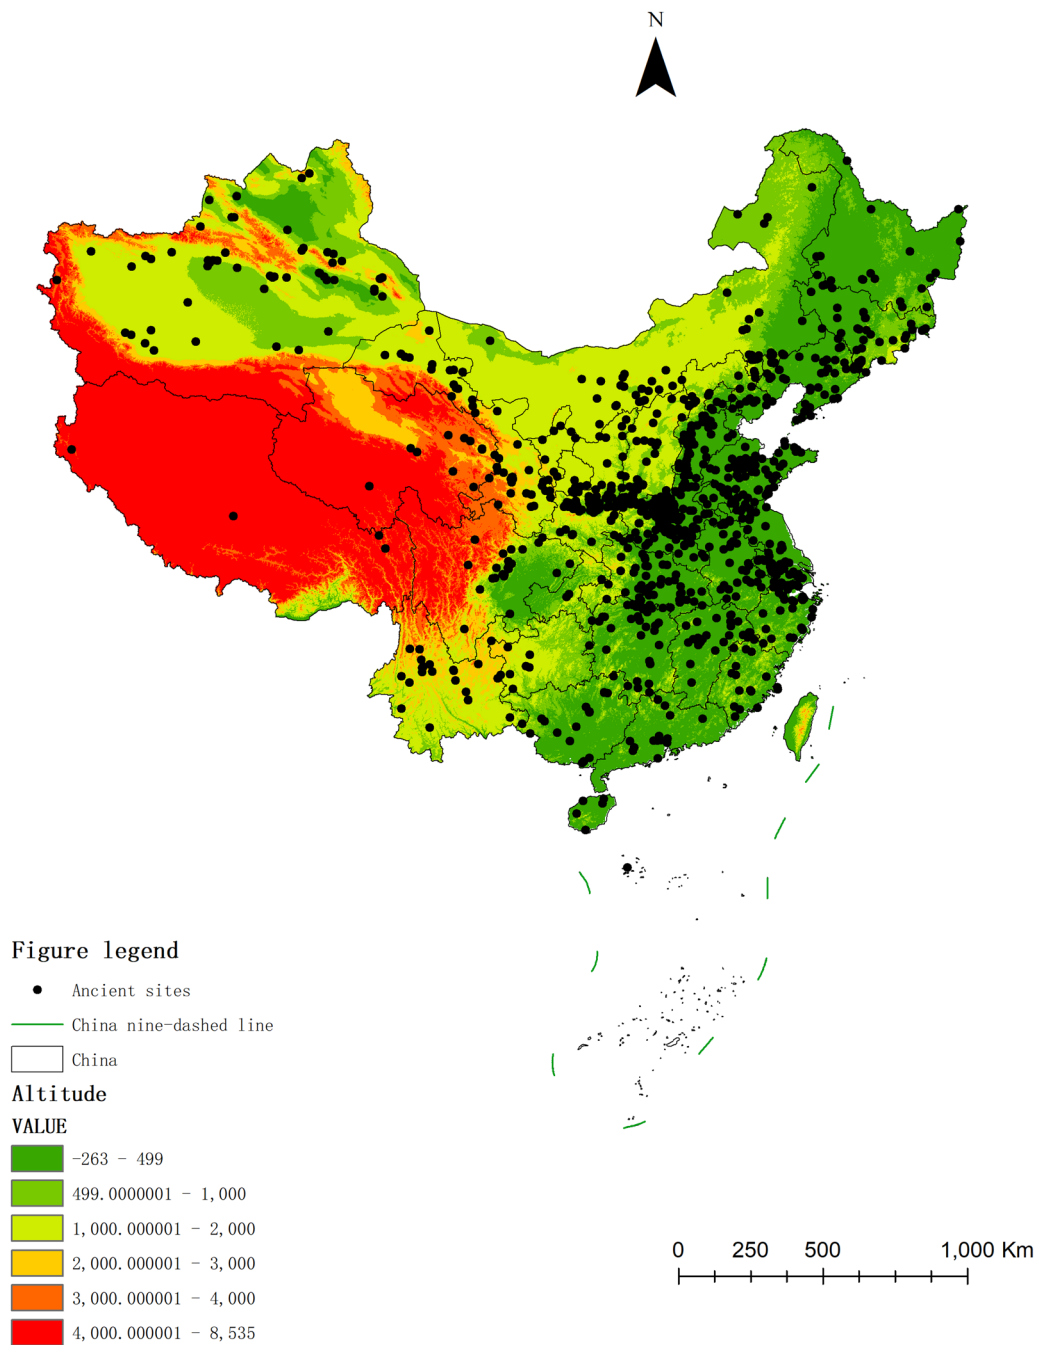 N
Figure legend
Ancient sites
China nine-dashed line
China
Altitude
VALUE
-263 - 499
499.0000001 - 1,000
1,000.000001 - 2,000
2,000.000001 - 3,000
3,000.000001 - 4,000
4,000.000001 - 8,535
0 250 500 1,000 Km